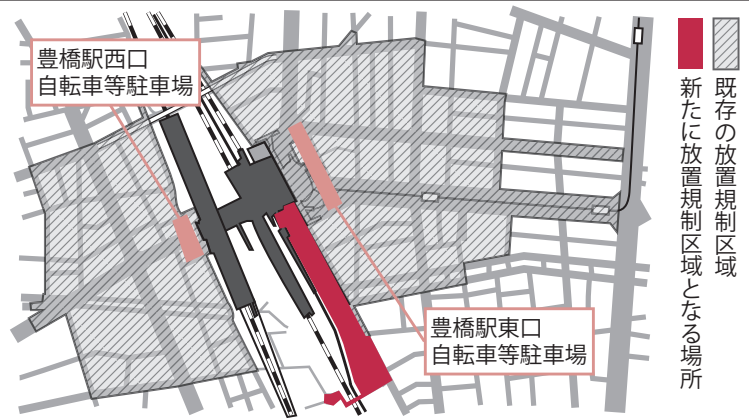 豊橋駅西口
自転車等駐車場
豊橋駅東口
自転車等駐車場
既存の放置規制区域
新たに放置規制区域となる場所